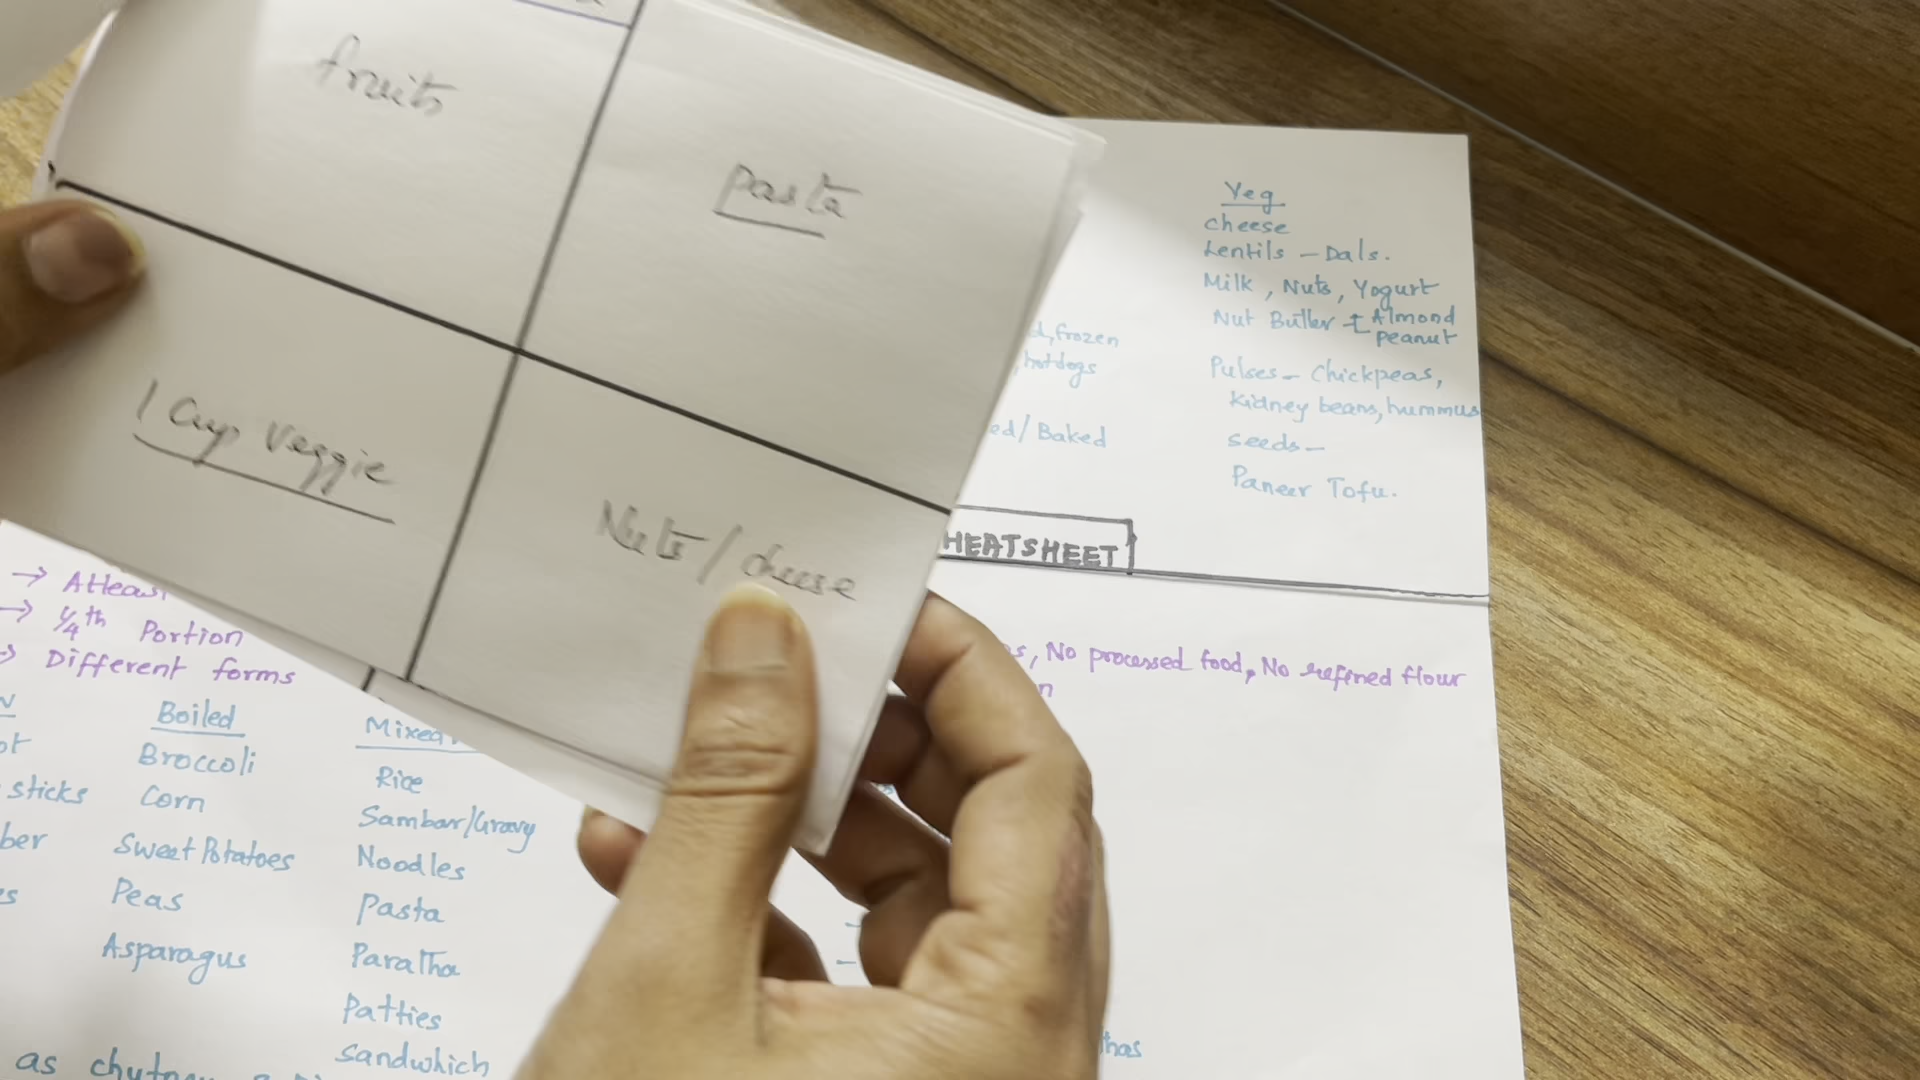 fruits
pasta
1 cup Veggie
Nuts/cheese
Veg
cheese
Lentils - Dals.
Milk, Nuts, Yogurt
Nut Butter - Almond
peanut
Pulses - Chickpeas,
Kidney beans, hummus
seeds -
Paneer Tofu.
frozen
hotdogs
/ Baked
HEATSHEET
→ Atleast
→ 1/4th Portion
→ Different forms
, No processed food, No refined flour
Boiled
Broccoli
Corn
Sweet Potatoes
Peas
Asparagus
sticks
Mixed
Rice
Sambar/Gravy
Noodles
Pasta
Paratha
Patties
Sandwhich
as chutney